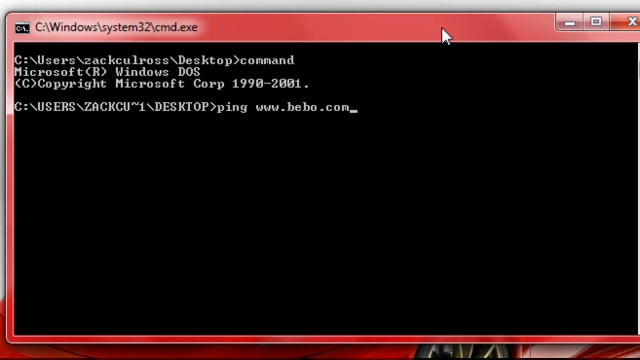 C:\Windows\system32\cmd.exe
C:\Users\zackculross\Desktop>command
Microsoft(R) Windows DOS
(C)Copyright Microsoft Corp 1990-2001.
C:\USERS\ZACKCU~1\DESKTOP>ping www.bebo.com_